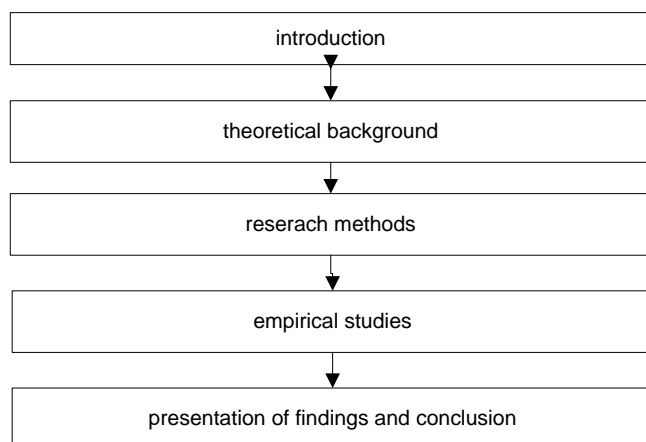 introduction
theoretical background
reserach methods
empirical studies
presentation of findings and conclusion